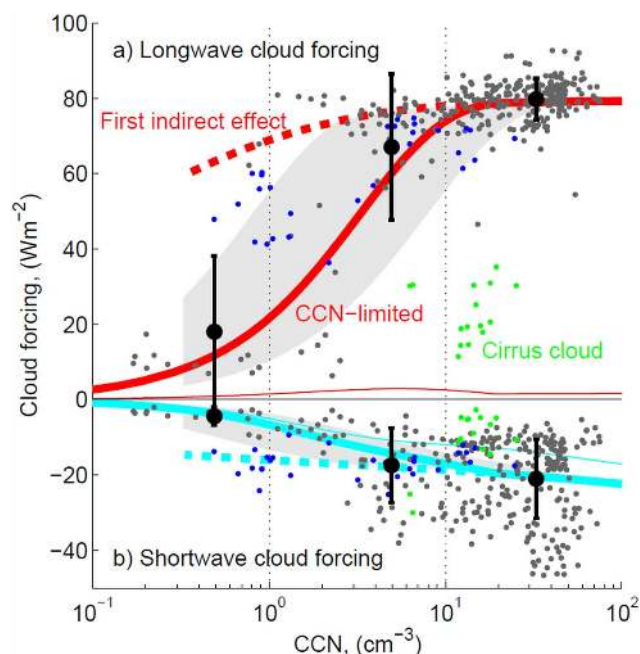 100
80
60
40
20
0
−20
−40
Cloud forcing, (Wm−2)
a) Longwave cloud forcing
First indirect effect
CCN−limited
Cirrus cloud
b) Shortwave cloud forcing
10−1
100
101
102
CCN, (cm−3)